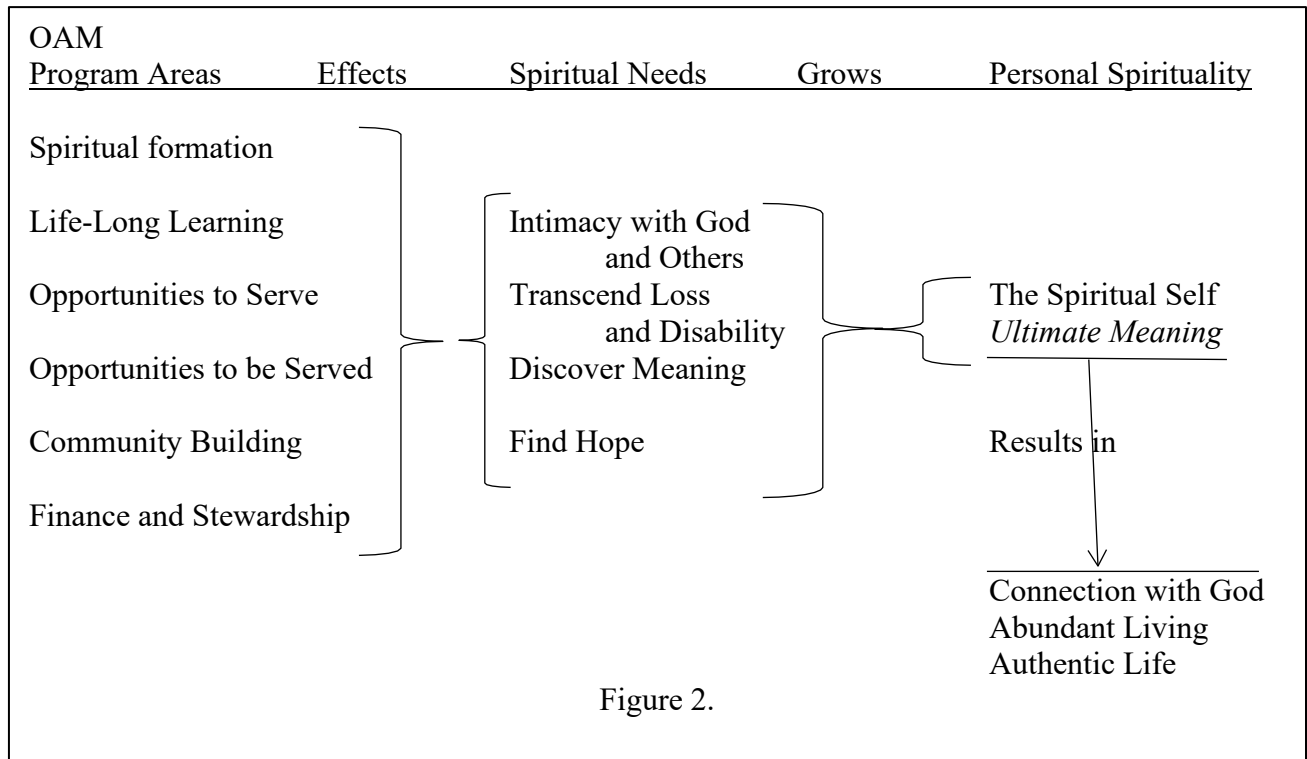 OAM
Program Areas Effects Spiritual Needs Grows Personal Spirituality
Spiritual formation
Life-Long Learning Intimacy with God
and Others
Opportunities to Serve Transcend Loss The Spiritual Self
and Disability Ultimate Meaning
Opportunities to be Served Discover Meaning
Community Building Find Hope Results in
Finance and Stewardship
Connection with God
Abundant Living
Authentic Life
Figure 2.